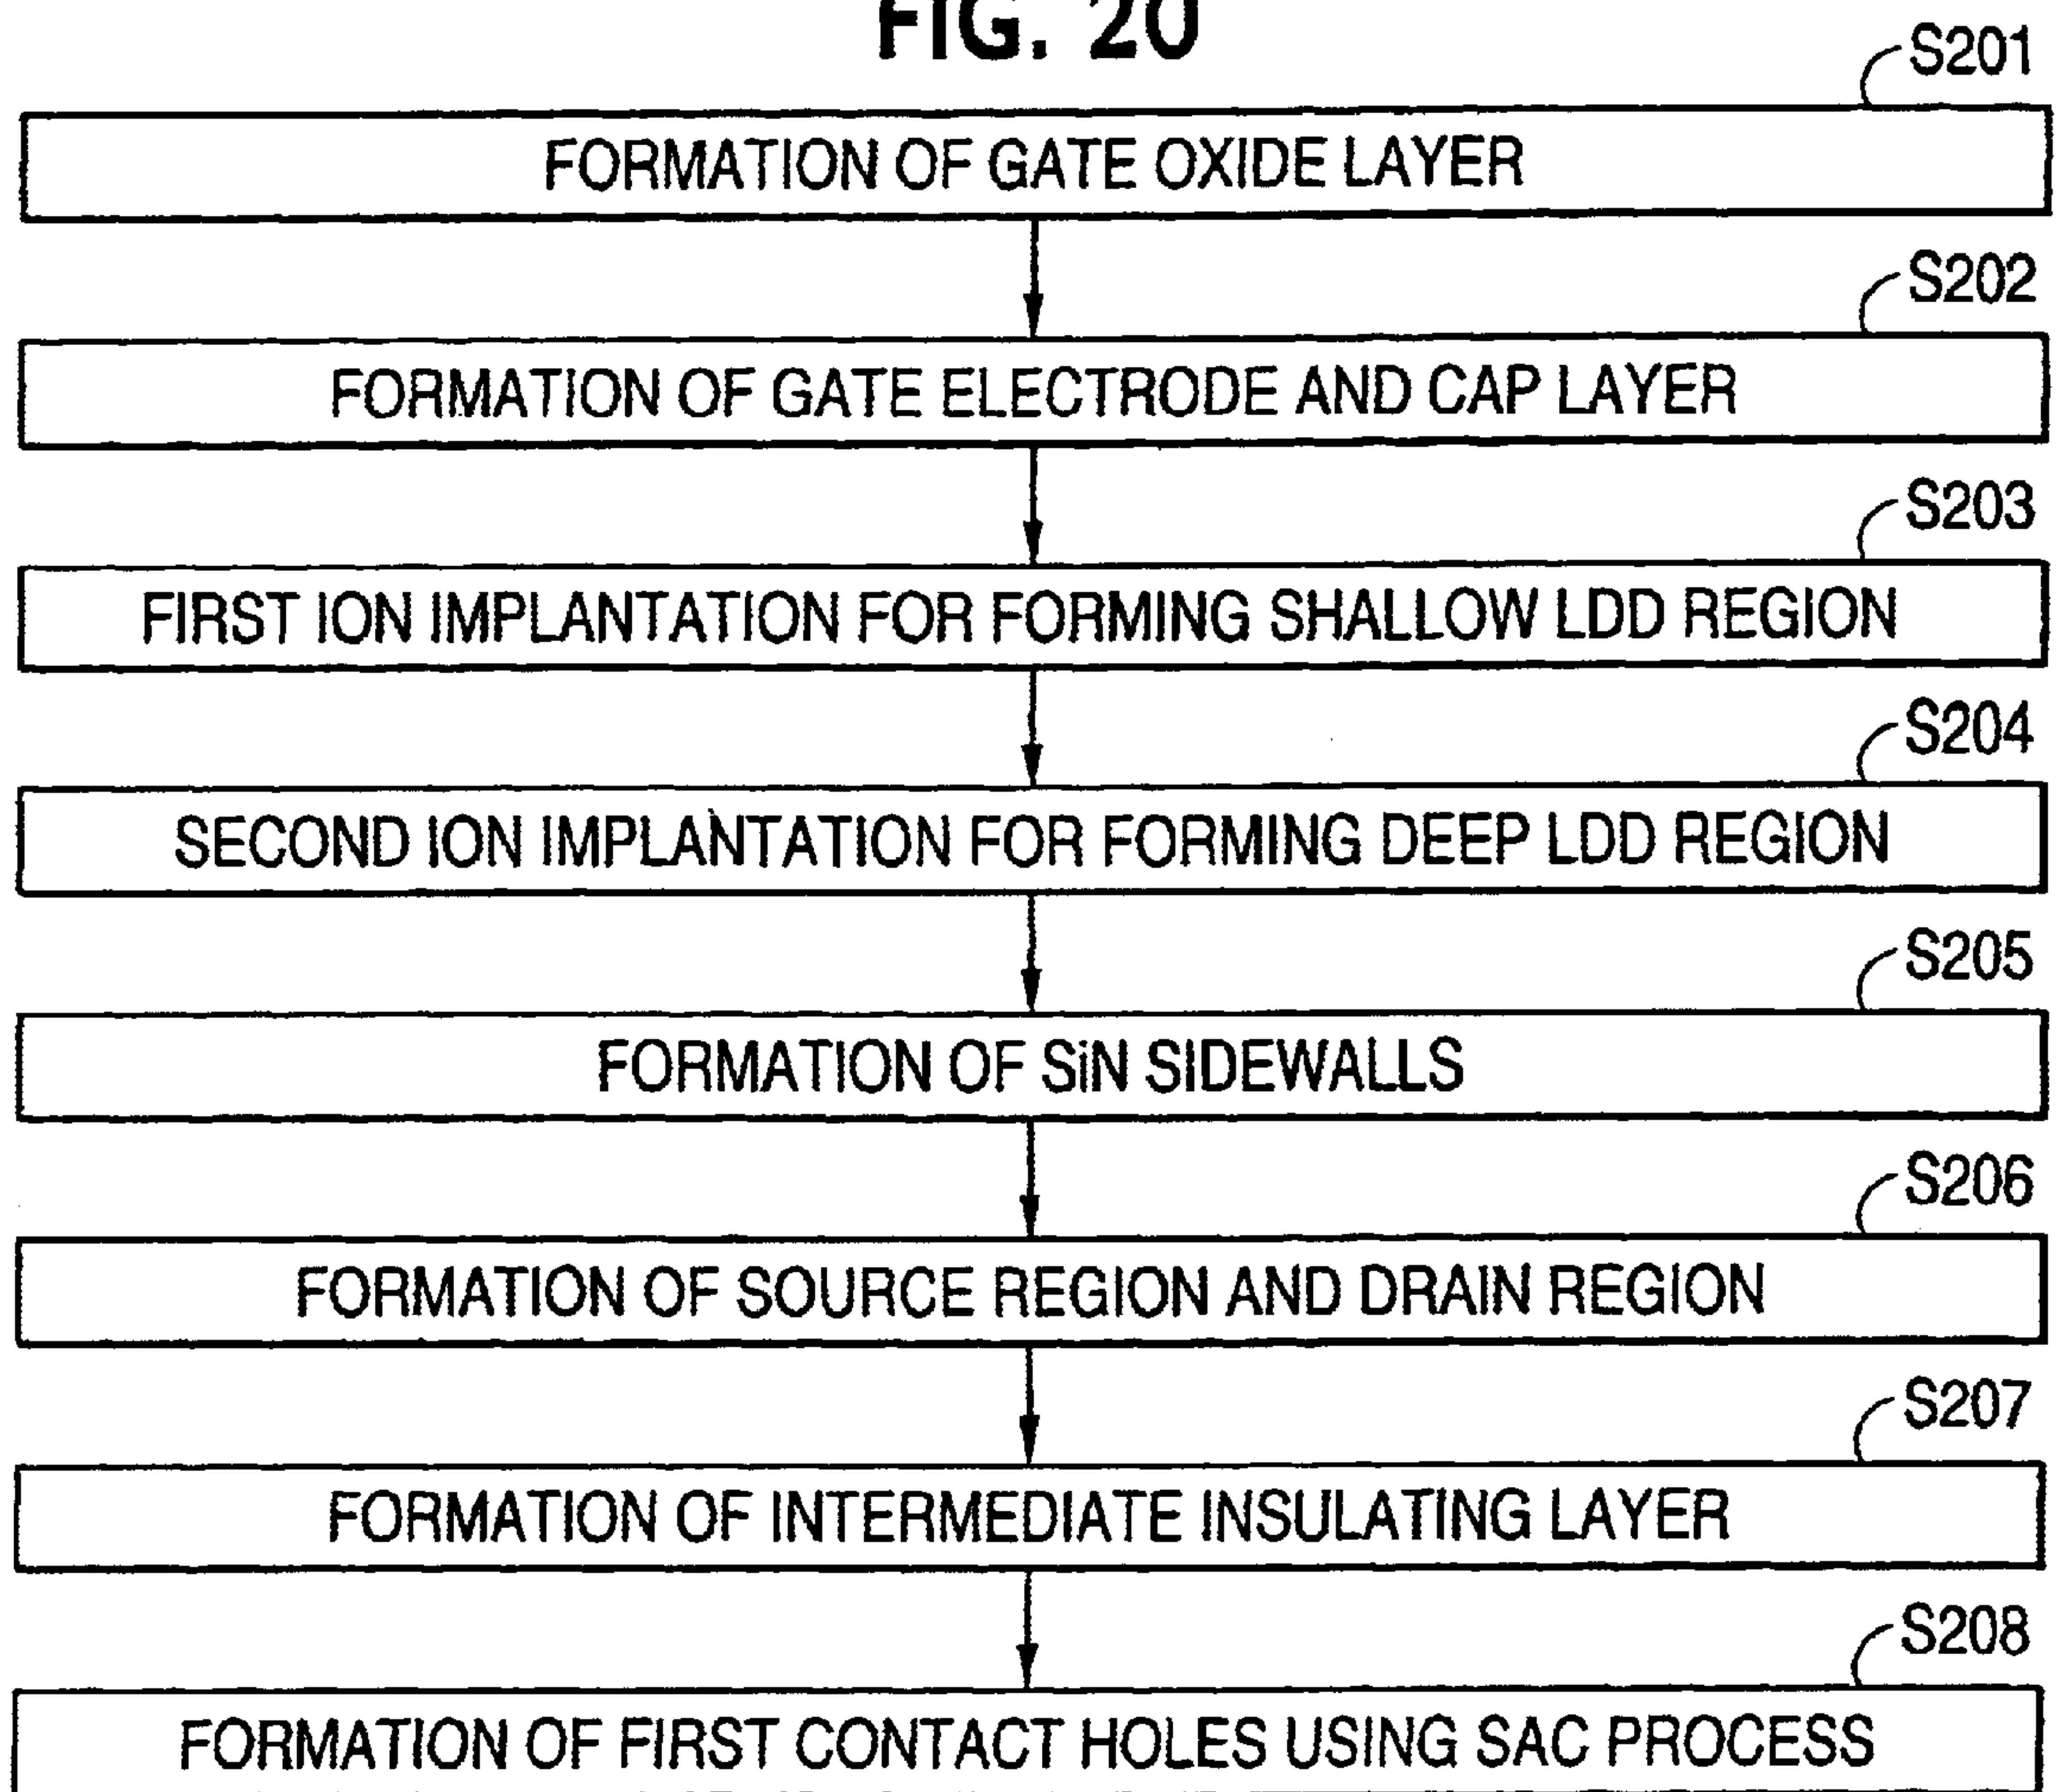 FIG. 20
S201
FORMATION OF GATE OXIDE LAYER
S202
FORMATION OF GATE ELECTRODE AND CAP LAYER
S203
FIRST ION IMPLANTATION FOR FORMING SHALLOW LDD REGION
S204
SECOND ION IMPLANTATION FOR FORMING DEEP LDD REGION
S205
FORMATION OF SiN SIDEWALLS
S206
FORMATION OF SOURCE REGION AND DRAIN REGION
S207
FORMATION OF INTERMEDIATE INSULATING LAYER
S208
FORMATION OF FIRST CONTACT HOLES USING SAC PROCESS